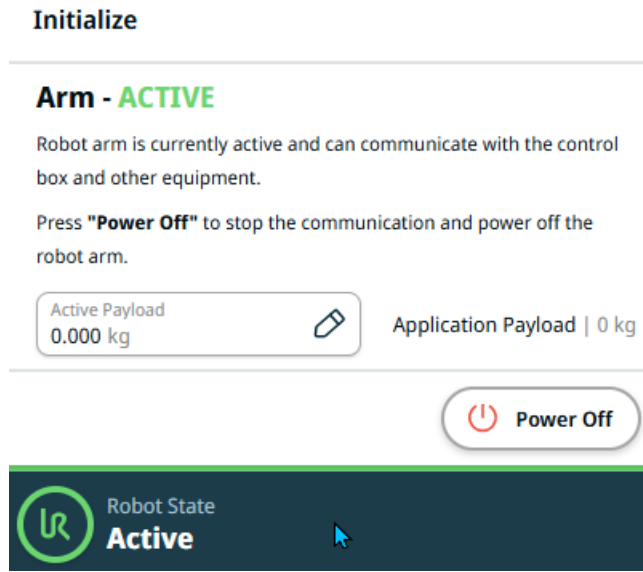 Initialize
Arm - ACTIVE
Robot arm is currently active and can communicate with the control
box and other equipment.
Press "Power Off" to stop the communication and power off the
robot arm.
Active Payload
0.000 kg
Application Payload | 0 kg
Power Off
UR
Robot State
Active